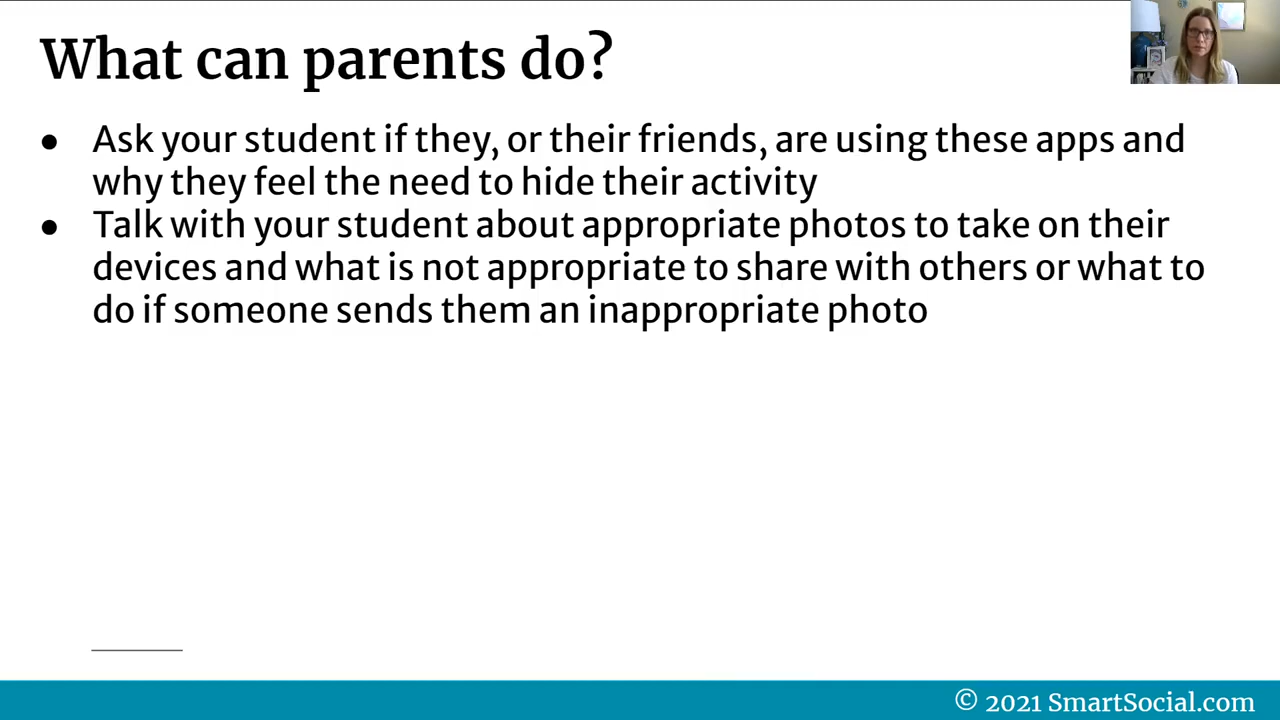 What can parents do?
● Ask your student if they, or their friends, are using these apps and
why they feel the need to hide their activity
● Talk with your student about appropriate photos to take on their
devices and what is not appropriate to share with others or what to
do if someone sends them an inappropriate photo
© 2021 SmartSocial.com